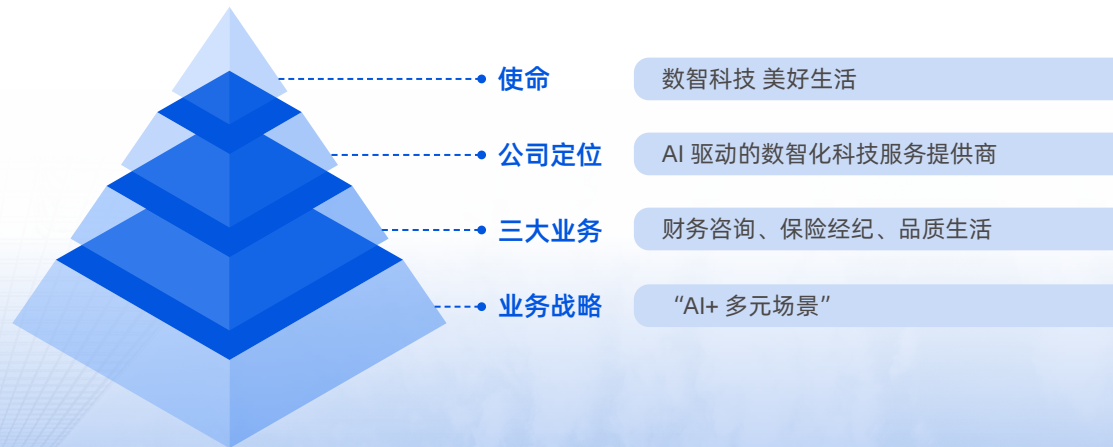 使命
数智科技 美好生活
公司定位
AI 驱动的数智化科技服务提供商
三大业务
财务咨询、保险经纪、品质生活
业务战略
“AI+ 多元场景”